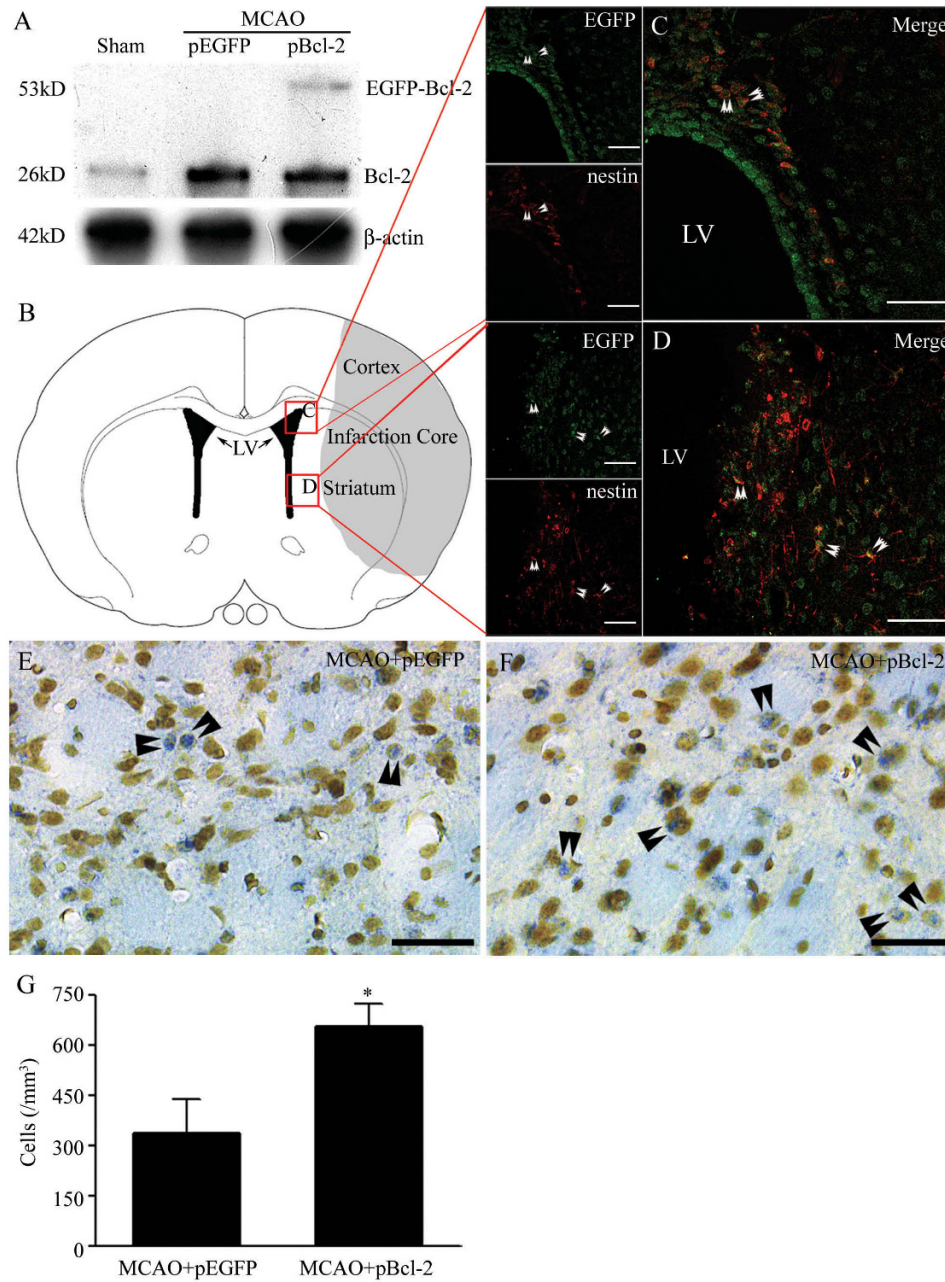 A
MCAO
Sham pEGFP pBcl-2
53kD EGFP-Bcl-2
26kD Bcl-2
42kD β-actin
B
Cortex
C
LV
Infarction Core
D Striatum
EGFP
nestin
C Merge
LV
EGFP
nestin
D Merge
LV
E MCAO+pEGFP
F MCAO+pBcl-2
G
Cells (/mm³)
750
600
450
300
150
0
*
MCAO+pEGFP MCAO+pBcl-2